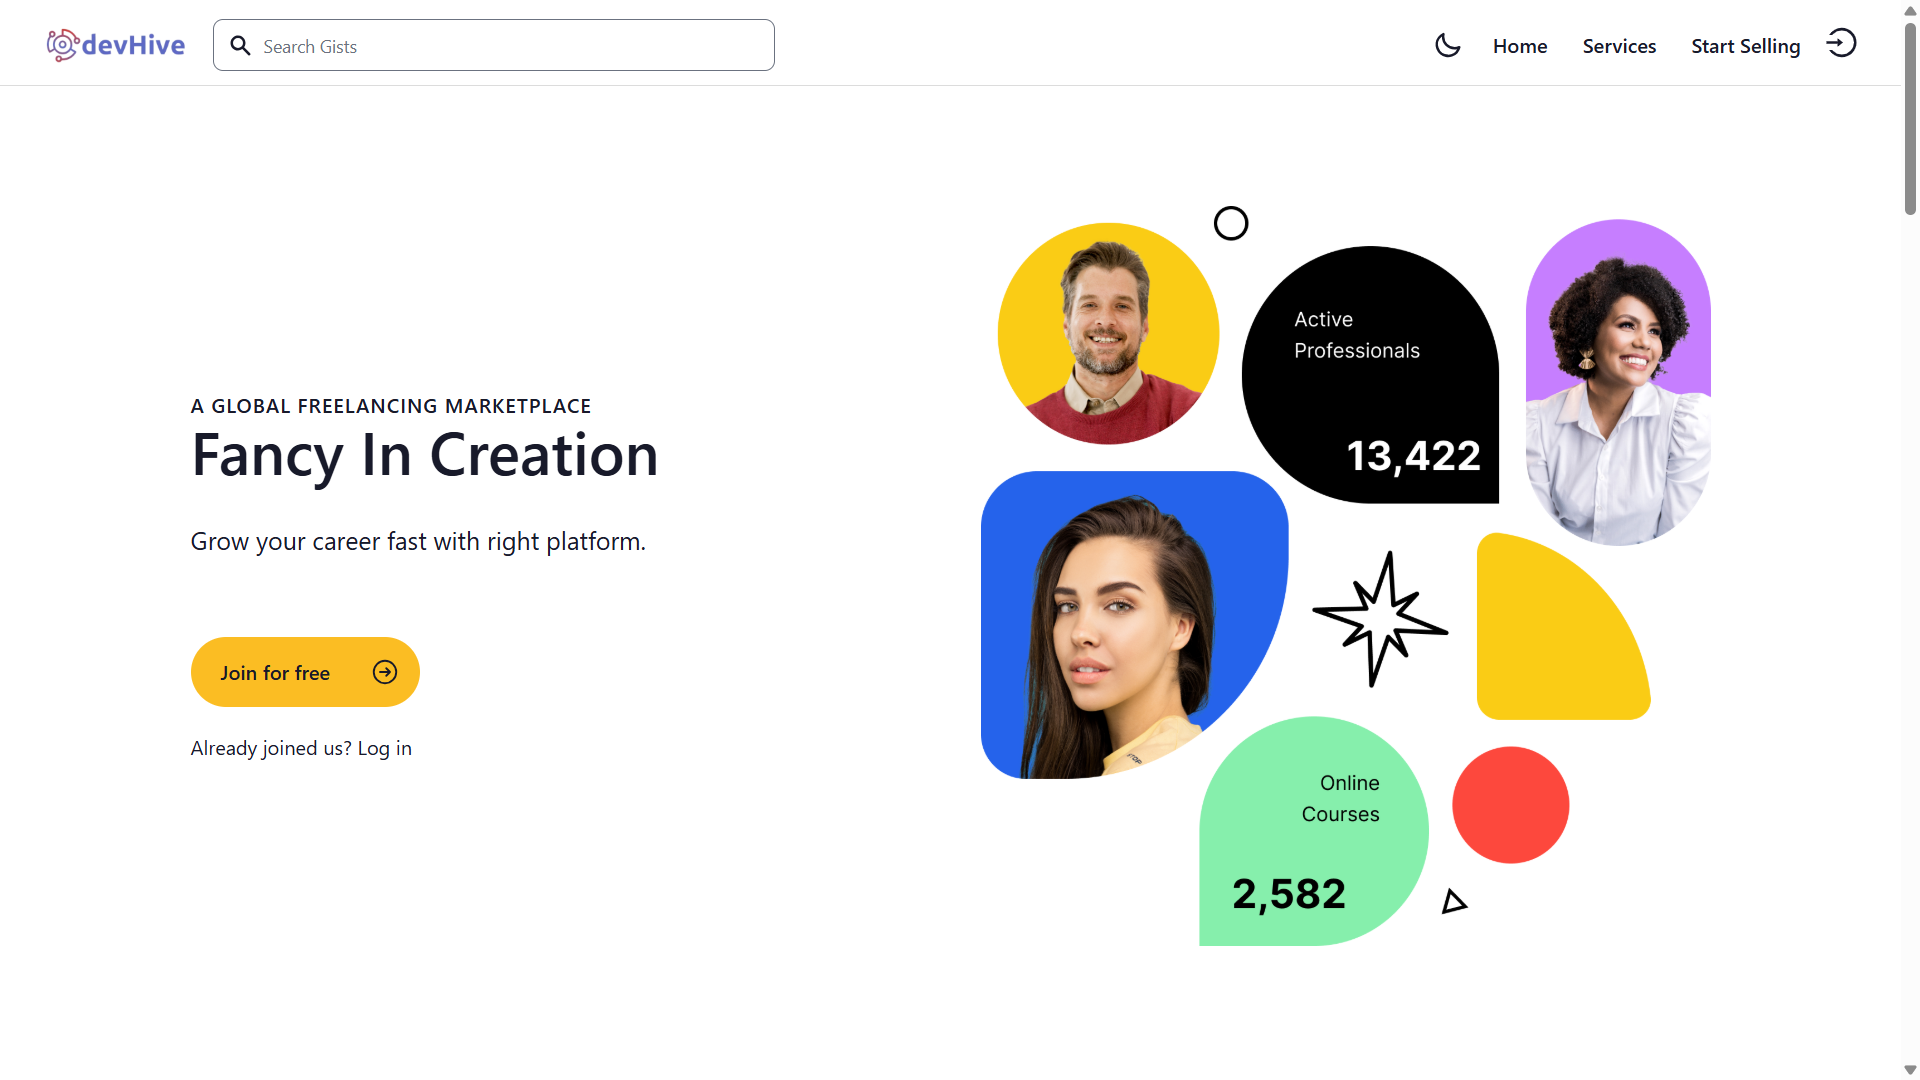 devHive
Search Gists
Home
Services
Start Selling
A GLOBAL FREELANCING MARKETPLACE
Fancy In Creation
Grow your career fast with right platform.
Join for free
Already joined us? Log in
Active
Professionals
13,422
Online
Courses
2,582